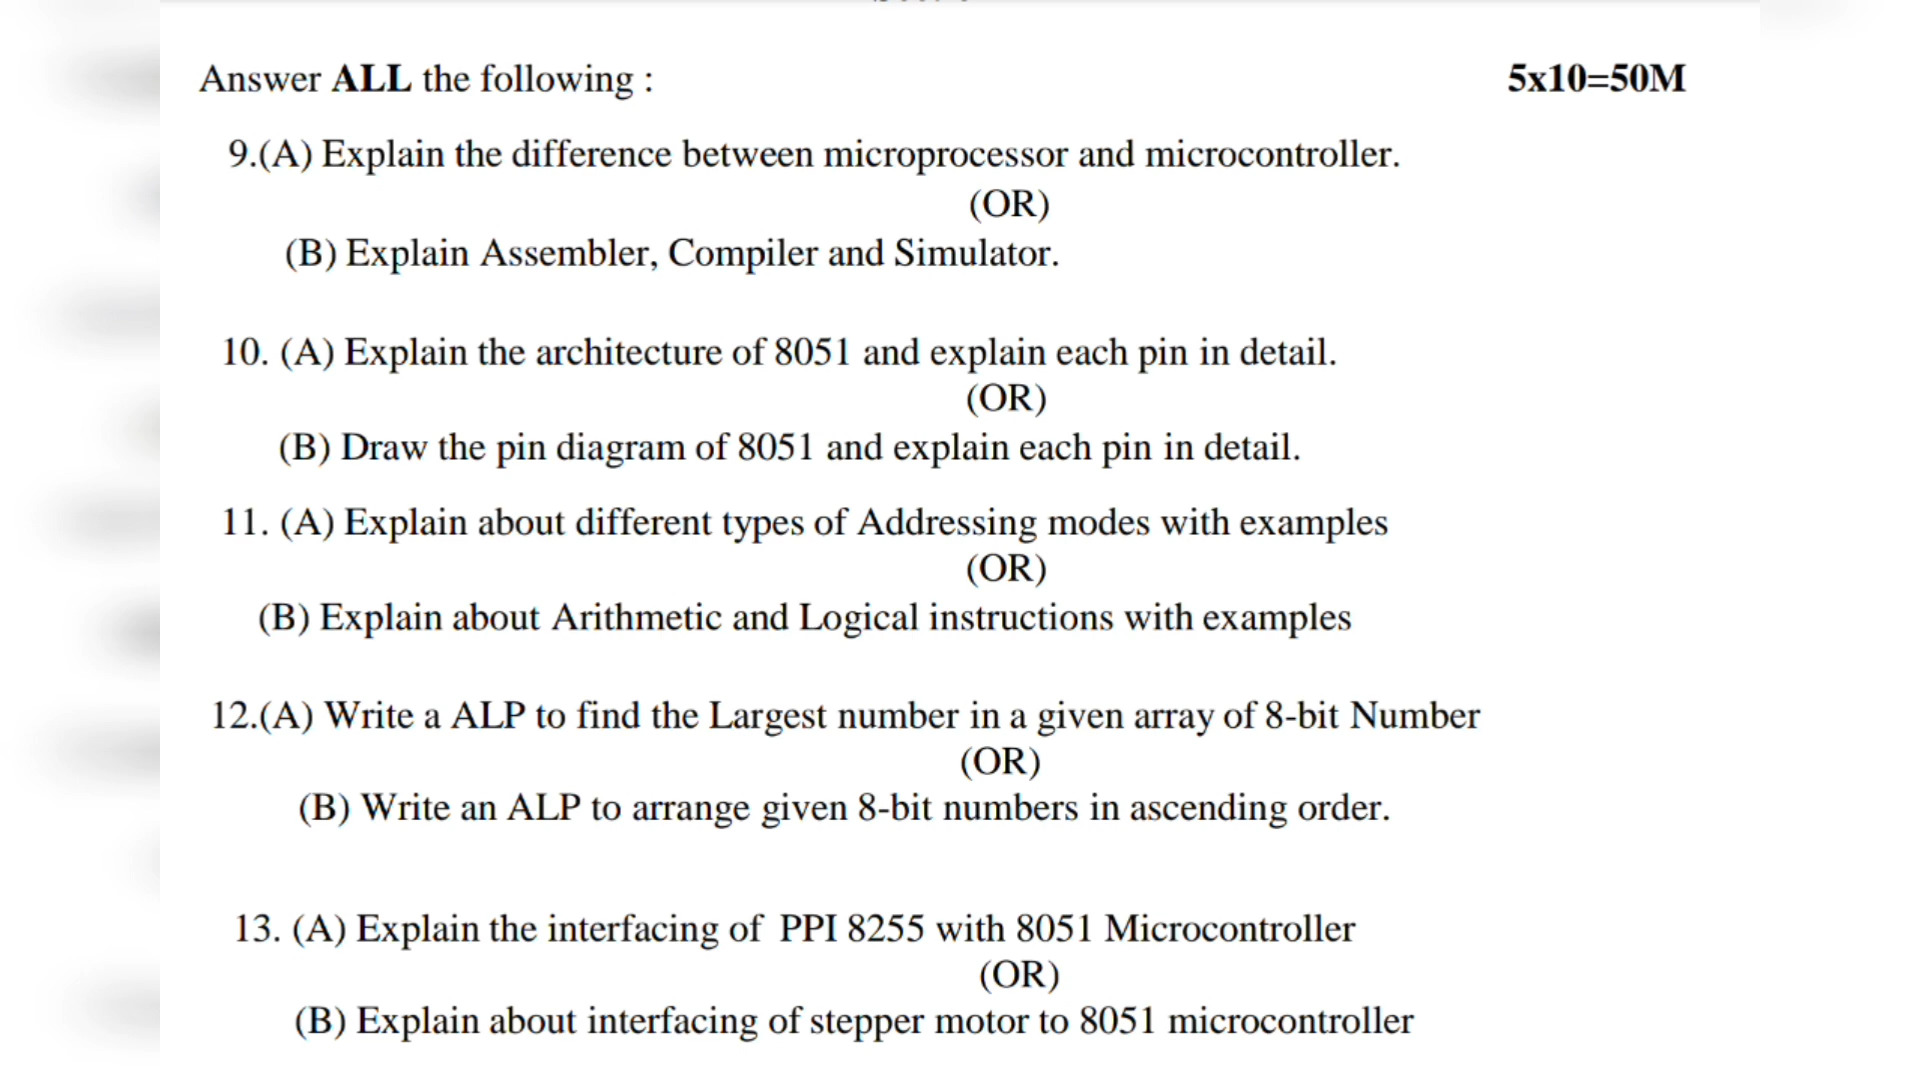 Answer ALL the following : 5x10=50M
9.(A) Explain the difference between microprocessor and microcontroller.
(OR)
(B) Explain Assembler, Compiler and Simulator.
10. (A) Explain the architecture of 8051 and explain each pin in detail.
(OR)
(B) Draw the pin diagram of 8051 and explain each pin in detail.
11. (A) Explain about different types of Addressing modes with examples
(OR)
(B) Explain about Arithmetic and Logical instructions with examples
12.(A) Write a ALP to find the Largest number in a given array of 8-bit Number
(OR)
(B) Write an ALP to arrange given 8-bit numbers in ascending order.
13. (A) Explain the interfacing of PPI 8255 with 8051 Microcontroller
(OR)
(B) Explain about interfacing of stepper motor to 8051 microcontroller